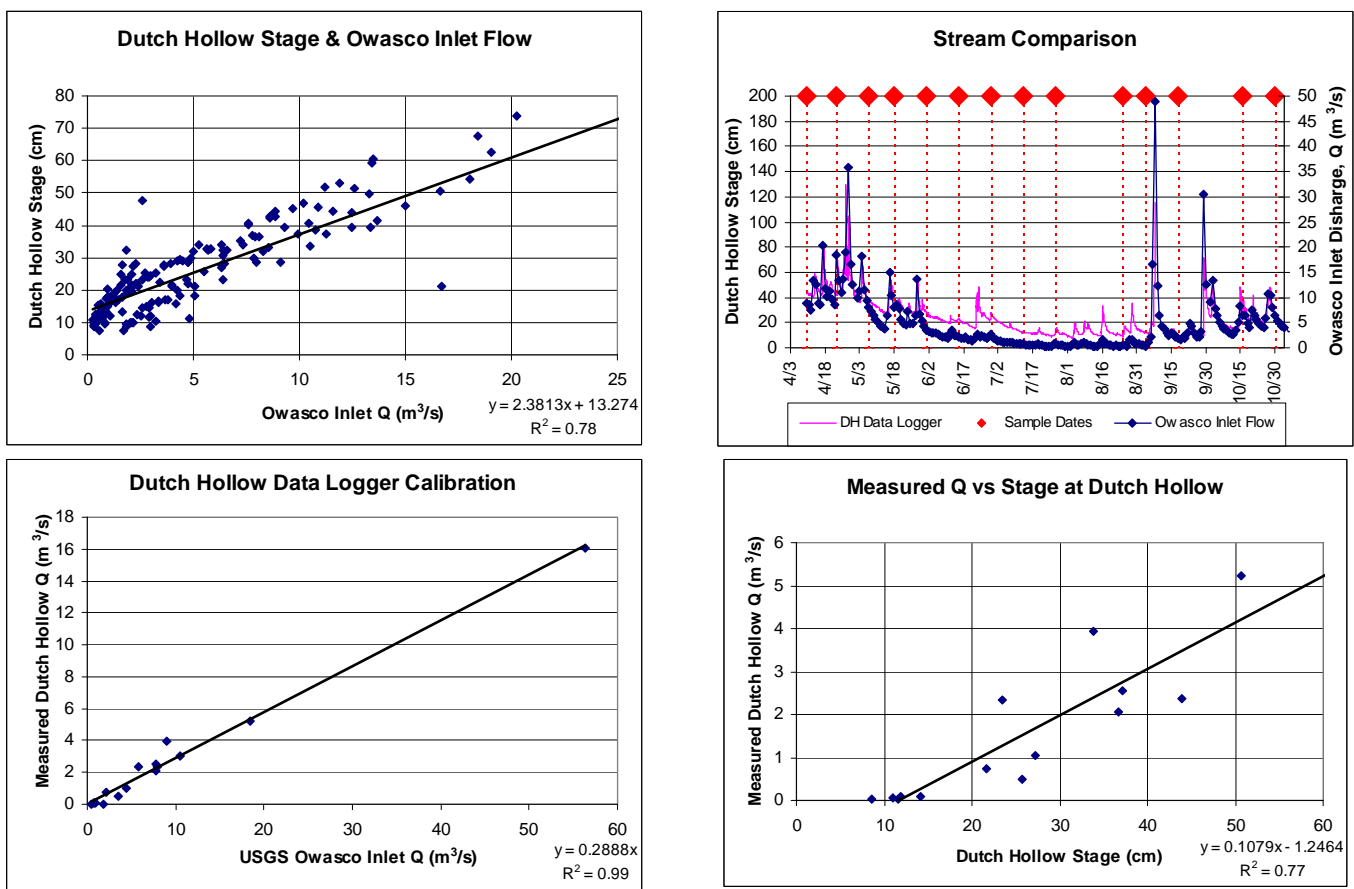 Dutch Hollow Stage & Owasco Inlet Flow
Dutch Hollow Stage (cm)
80
70
60
50
40
30
20
10
0
0 5 10 15 20 25
Owasco Inlet Q (m³/s)
y = 2.3813x + 13.274
R² = 0.78
Stream Comparison
Dutch Hollow Stage (cm)
200
180
160
140
120
100
80
60
40
20
0
50
45
40
35
30
25
20
15
10
5
0
Owasco Inlet Disharge, Q (m³/s)
4/3 4/18 5/3 5/18 6/2 6/17 7/2 7/17 8/1 8/16 8/31 9/15 9/30 10/15 10/30
DH Data Logger Sample Dates Owasco Inlet Flow
Dutch Hollow Data Logger Calibration
Measured Dutch Hollow Q (m³/s)
18
16
14
12
10
8
6
4
2
0
0 10 20 30 40 50 60
USGS Owasco Inlet Q (m³/s)
y = 0.2888x
R² = 0.99
Measured Q vs Stage at Dutch Hollow
Measured Dutch Hollow Q (m³/s)
6
5
4
3
2
1
0
0 10 20 30 40 50 60
Dutch Hollow Stage (cm)
y = 0.1079x - 1.2464
R² = 0.77